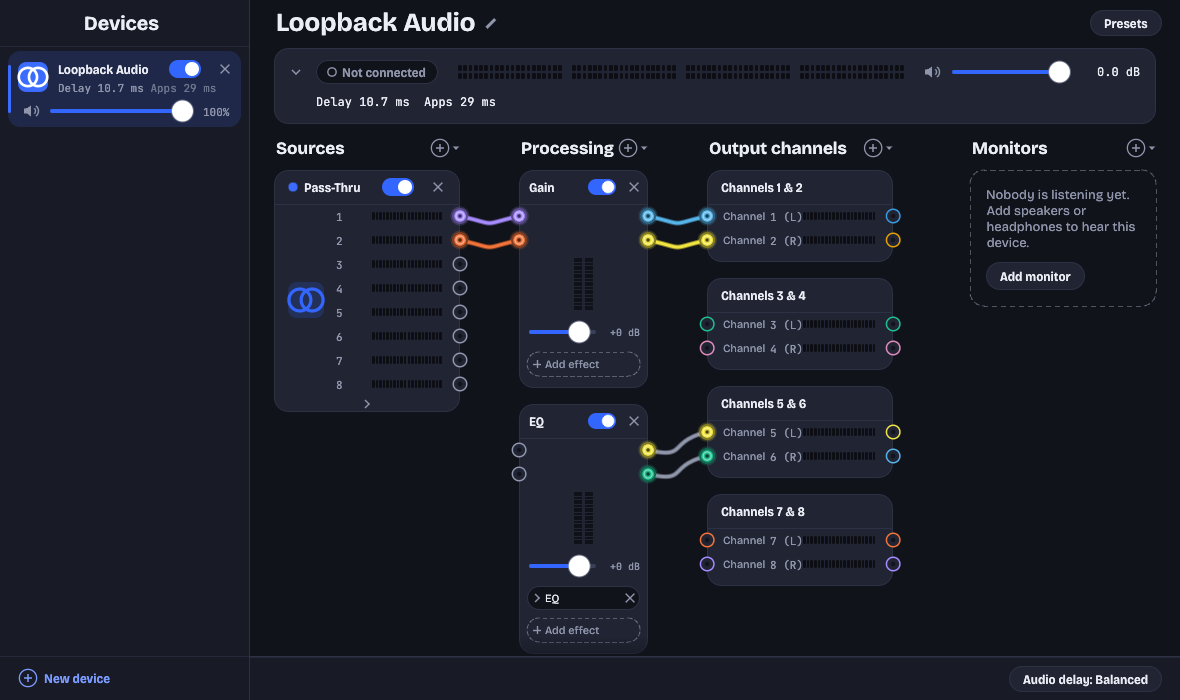 Devices
Loopback Audio
Delay 10.7 ms Apps 29 ms
100%
New device
Loopback Audio
Presets
Not connected
0.0 dB
Delay 10.7 ms Apps 29 ms
Sources
Processing
Output channels
Monitors
Pass-Thru
1
2
3
4
5
6
7
8
Gain
+0 dB
+ Add effect
EQ
+0 dB
EQ
+ Add effect
Channels 1 & 2
Channel 1 (L)
Channel 2 (R)
Channels 3 & 4
Channel 3 (L)
Channel 4 (R)
Channels 5 & 6
Channel 5 (L)
Channel 6 (R)
Channels 7 & 8
Channel 7 (L)
Channel 8 (R)
Nobody is listening yet.
Add speakers or
headphones to hear this
device.
Add monitor
Audio delay: Balanced